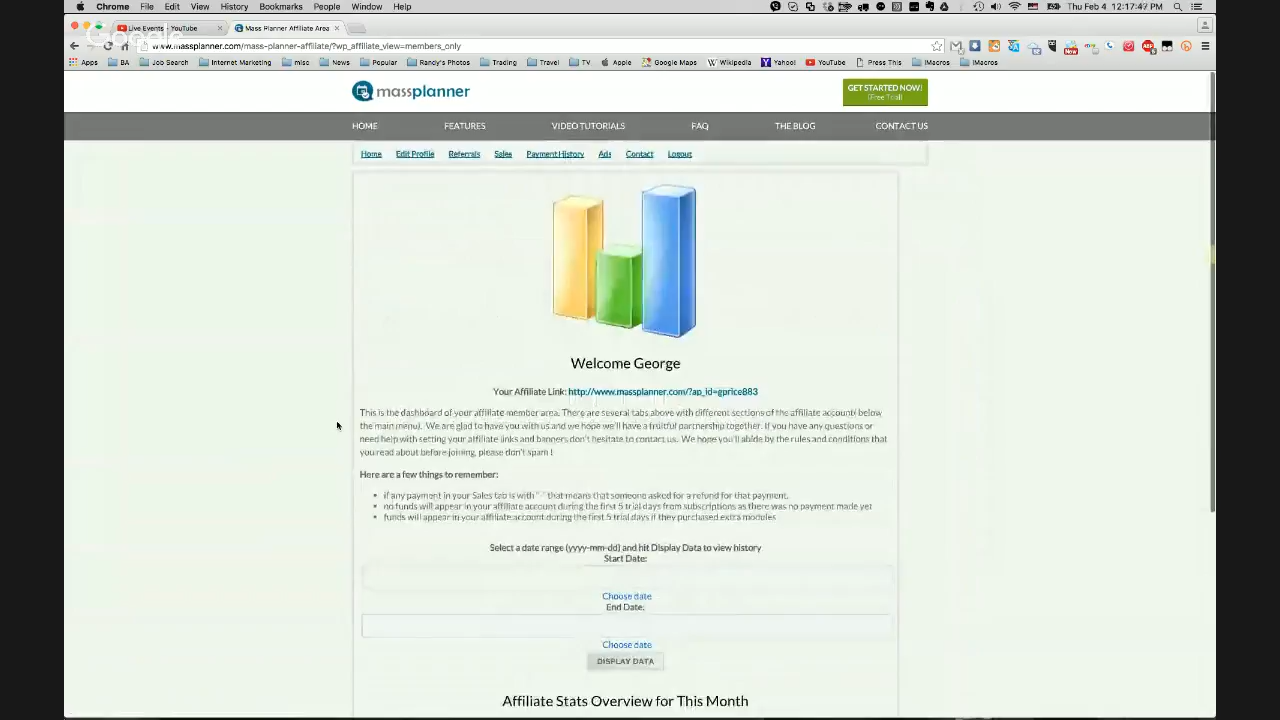 Chrome File Edit View History Bookmarks People Window Help Thu Feb 4 12:17:47 PM
Live Events - YouTube Mass Planner Affiliate Area
Google
www.massplanner.com/mass-planner-affiliate/?wp_affiliate_view=members_only
Apps BA Job Search Internet Marketing misc News Popular Randy's Photos Trading Travel TV Apple Google Maps Wikipedia Yahoo! YouTube Press This iMacros iMacros
massplanner
GET STARTED NOW!
(Free Trial)
HOME FEATURES VIDEO TUTORIALS FAQ THE BLOG CONTACT US
Home Edit Profile Referrals Sales Payment History Ads Contact Logout
Welcome George
Your Affiliate Link: http://www.massplanner.com/?ap_id=gprice883
This is the dashboard of your affiliate member area. There are several tabs above with different sections of the affiliate account( below
the main menu). We are glad to have you with us and we hope we'll have a fruitful partnership together. If you have any questions or
need help with setting your affiliate links and banners don't hesitate to contact us. We hope you'll abide by the rules and conditions that
you read about before joining, please don't spam !
Here are a few things to remember:
• if any payment in your Sales tab is with "-" that means that someone asked for a refund for that payment.
• no funds will appear in your affiliate account during the first 5 trial days from subscriptions as there was no payment made yet
• funds will appear in your affiliate account during the first 5 trial days if they purchased extra modules
Select a date range (yyyy-mm-dd) and hit Display Data to view history
Start Date:
Choose date
End Date:
Choose date
DISPLAY DATA
Affiliate Stats Overview for This Month